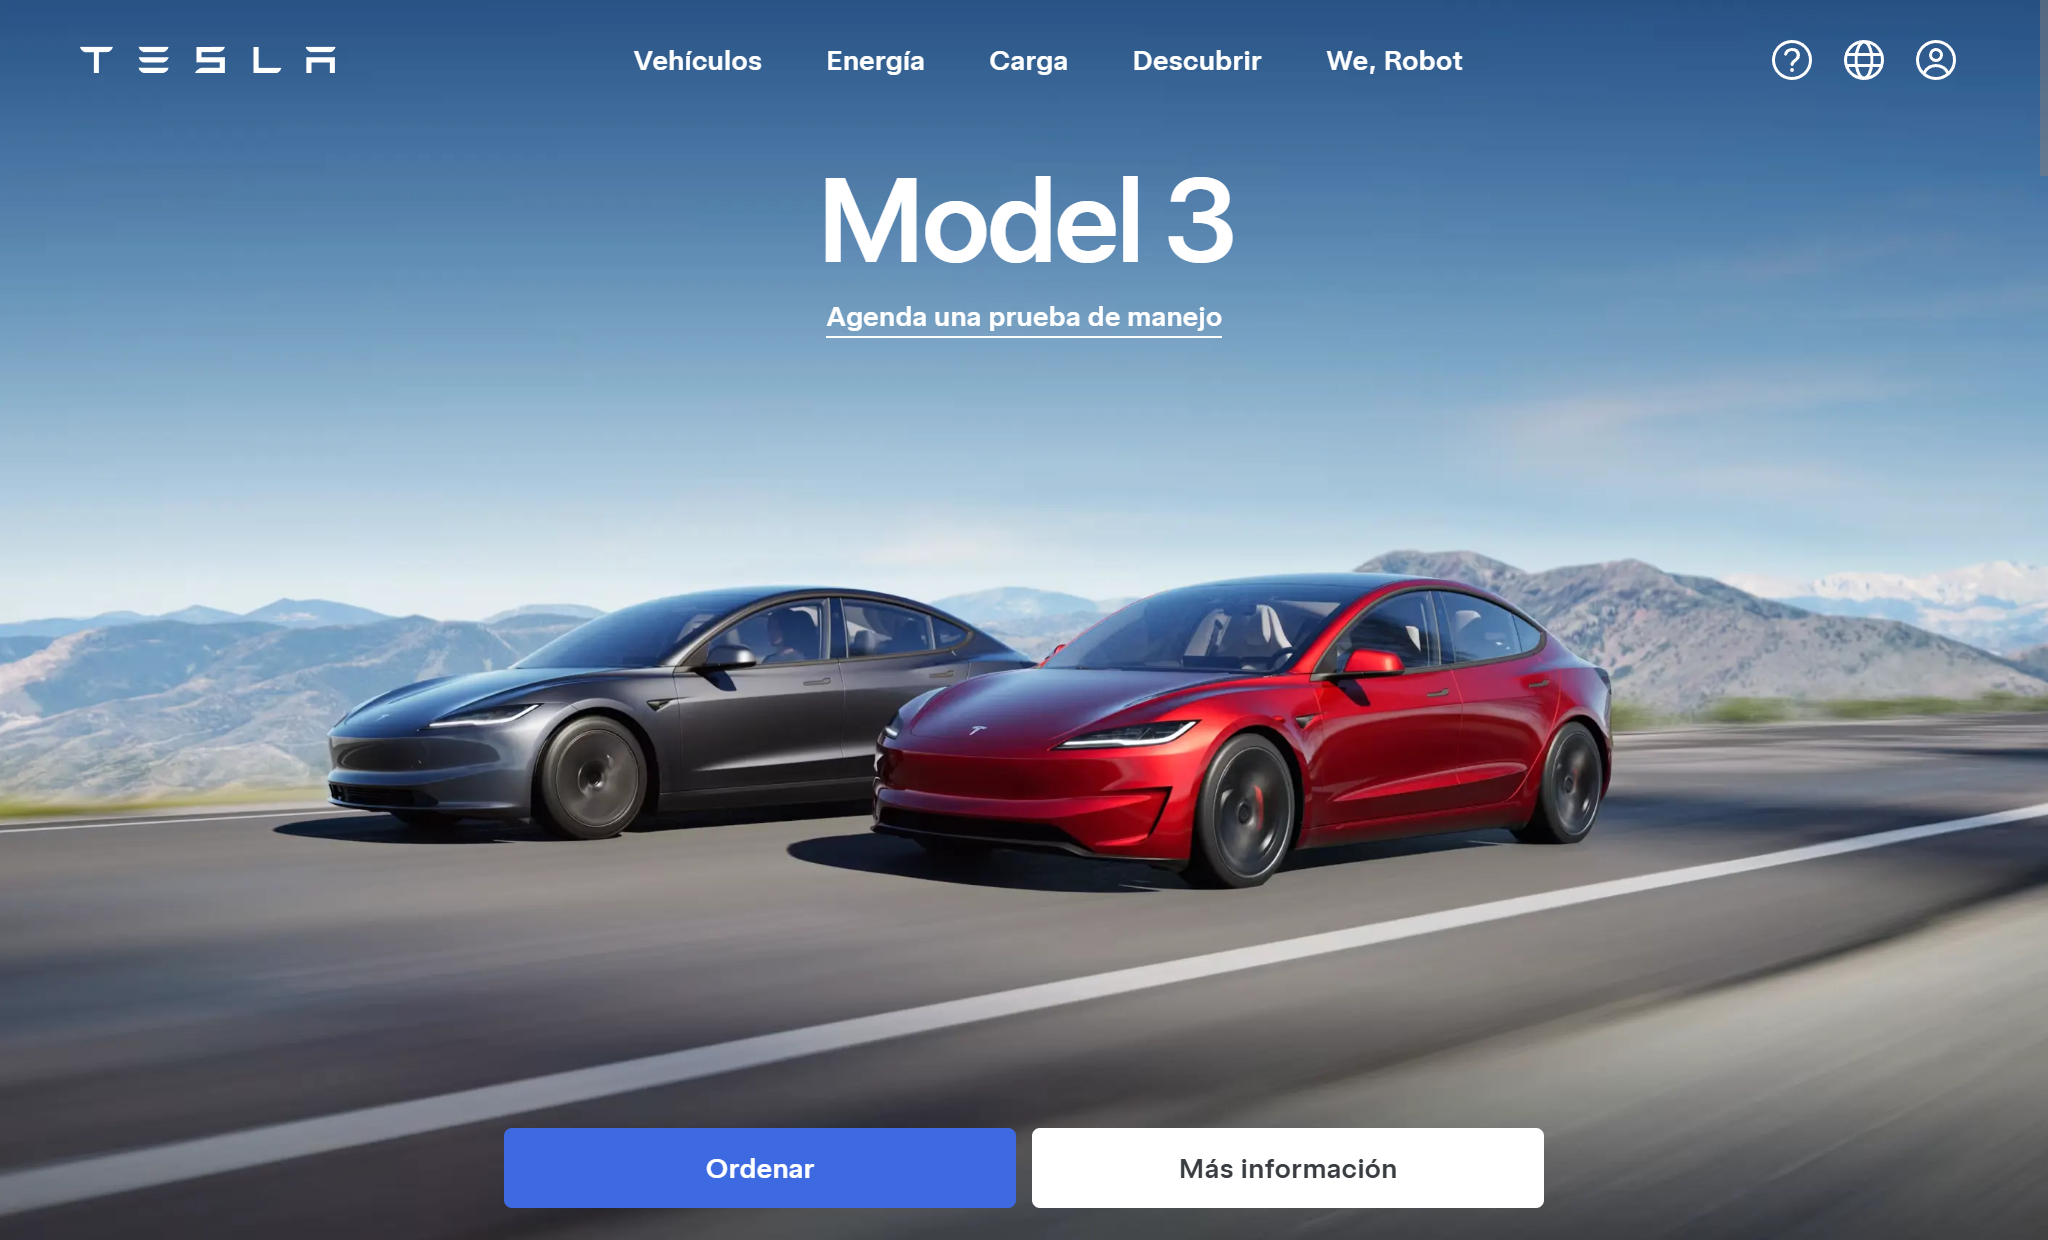 TESLA
Vehículos Energía Carga Descubrir We, Robot
Model 3
Agenda una prueba de manejo
Ordenar Más información